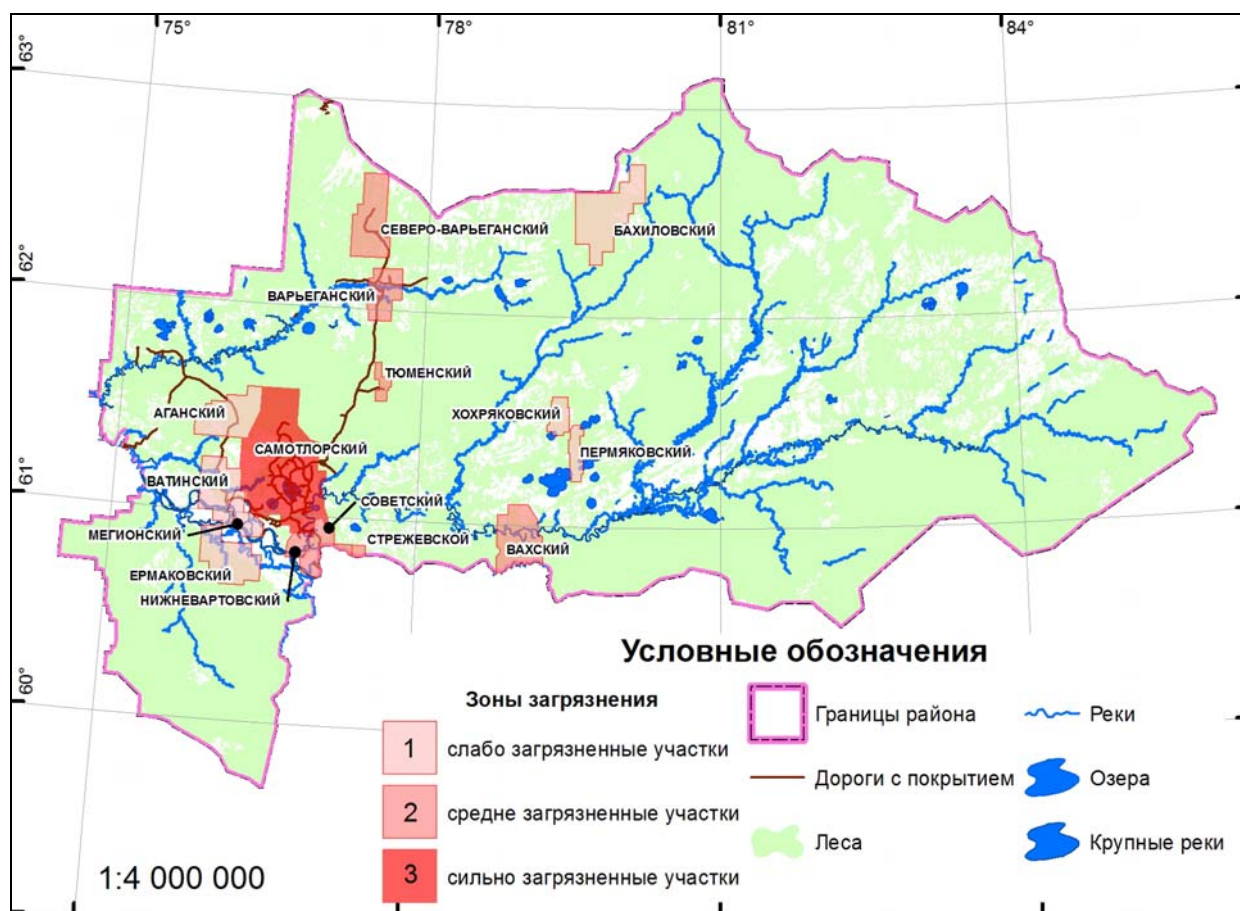 75°
78°
81°
84°
63°
СЕВЕРО-ВАРЬЕГАНСКИЙ
БАХИЛОВСКИЙ
62°
ВАРЬЕГАНСКИЙ
ТЮМЕНСКИЙ
АГАНСКИЙ
ХОХРЯКОВСКИЙ
САМОТЛОРСКИЙ
ПЕРМЯКОВСКИЙ
61°
ВАТИНСКИЙ
СОВЕТСКИЙ
МЕГИОНСКИЙ
СТРЕЖЕВСКОЙ
ВАХСКИЙ
ЕРМАКОВСКИЙ
НИЖНЕВАРТОВСКИЙ
60°
Условные обозначения
Зоны загрязнения
1 слабо загрязненные участки
2 средне загрязненные участки
3 сильно загрязненные участки
Границы района
Дороги с покрытием
Леса
Реки
Озера
Крупные реки
1:4 000 000